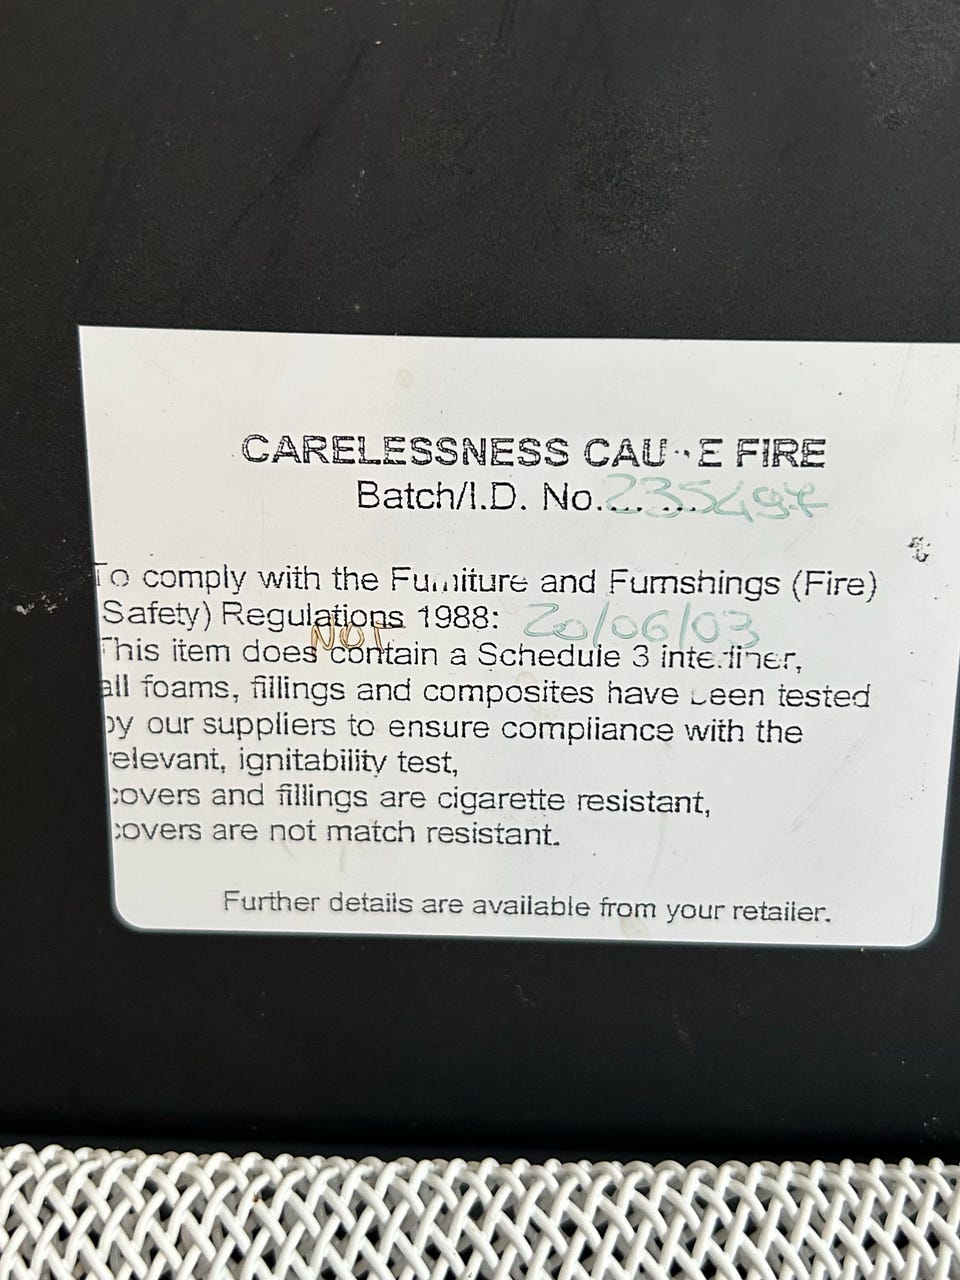 CARELESSNESS CAU E FIRE
Batch/I.D. No....
To comply with the Furniture and Furnishings (Fire)
Safety) Regulations 1988: 20/06/03
NOT
This item does contain a Schedule 3 interliner,
all foams, fillings and composites have been tested
by our suppliers to ensure compliance with the
relevant, ignitability test,
covers and fillings are cigarette resistant,
covers are not match resistant.
Further details are available from your retailer.